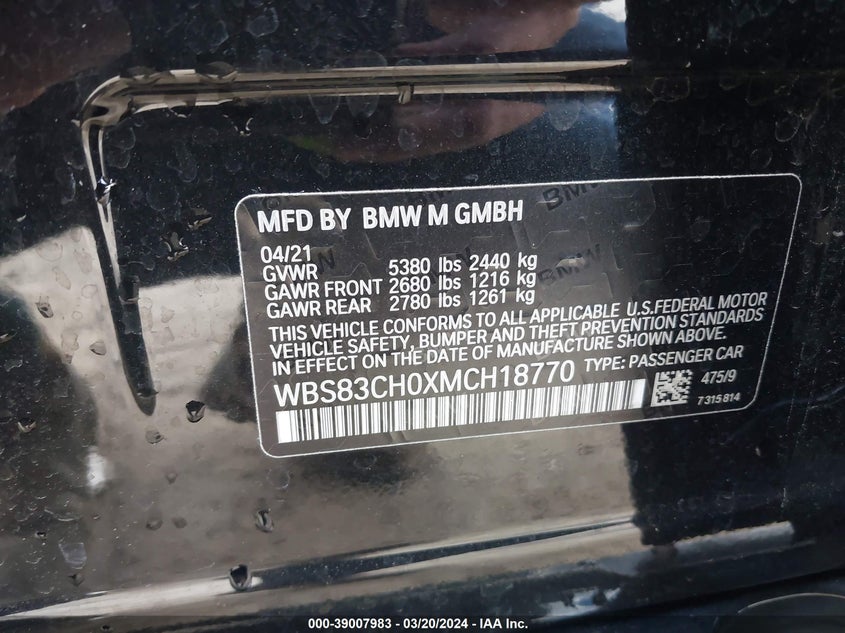 MFD BY BMW M GMBH
04/21
GVWR 5380 lbs 2440 kg
GAWR FRONT 2680 lbs 1216 kg
GAWR REAR 2780 lbs 1261 kg
THIS VEHICLE CONFORMS TO ALL APPLICABLE U.S.FEDERAL MOTOR
VEHICLE SAFETY, BUMPER AND THEFT PREVENTION STANDARDS
IN EFFECT ON THE DATE OF MANUFACTURE SHOWN ABOVE.
WBS83CH0XMCH18770 TYPE: PASSENGER CAR
475/9
7315814
BMW
BMW
000-39007983 - 03/20/2024 - IAA Inc.